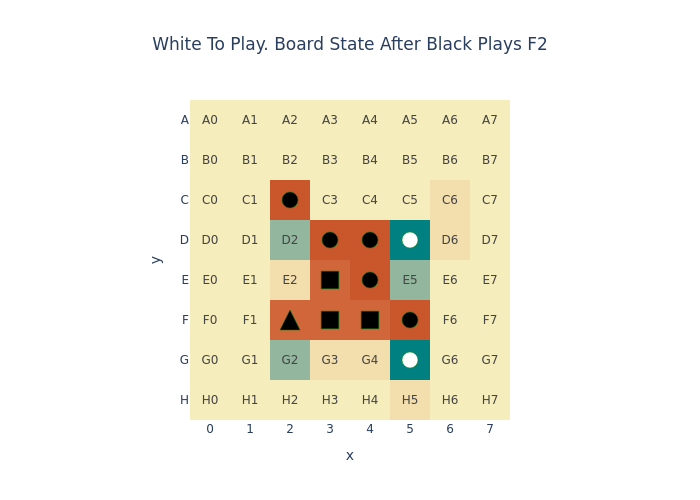 White To Play. Board State After Black Plays F2
A A0 A1 A2 A3 A4 A5 A6 A7
B B0 B1 B2 B3 B4 B5 B6 B7
C C0 C1 C3 C4 C5 C6 C7
D D0 D1 D2 D6 D7
y
E E0 E1 E2 E5 E6 E7
F F0 F1 F6 F7
G G0 G1 G2 G3 G4 G6 G7
H H0 H1 H2 H3 H4 H5 H6 H7
0 1 2 3 4 5 6 7
x